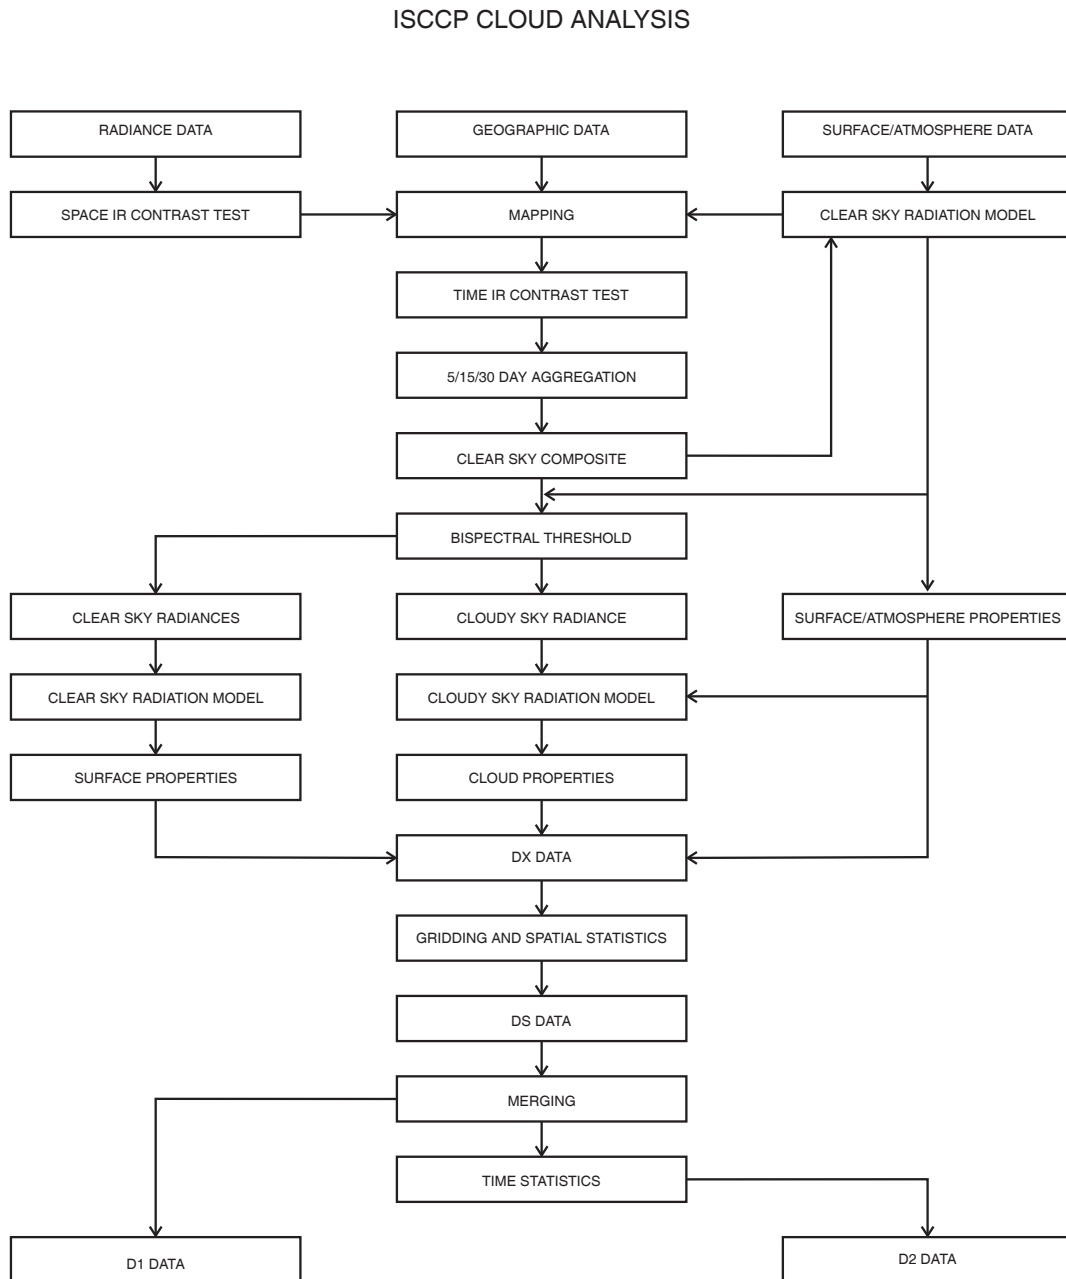 ISCCP CLOUD ANALYSIS
RADIANCE DATA
GEOGRAPHIC DATA
SURFACE/ATMOSPHERE DATA
SPACE IR CONTRAST TEST
MAPPING
CLEAR SKY RADIATION MODEL
TIME IR CONTRAST TEST
5/15/30 DAY AGGREGATION
CLEAR SKY COMPOSITE
BISPECTRAL THRESHOLD
CLEAR SKY RADIANCES
CLOUDY SKY RADIANCE
SURFACE/ATMOSPHERE PROPERTIES
CLEAR SKY RADIATION MODEL
CLOUDY SKY RADIATION MODEL
SURFACE PROPERTIES
CLOUD PROPERTIES
DX DATA
GRIDDING AND SPATIAL STATISTICS
DS DATA
MERGING
TIME STATISTICS
D1 DATA
D2 DATA